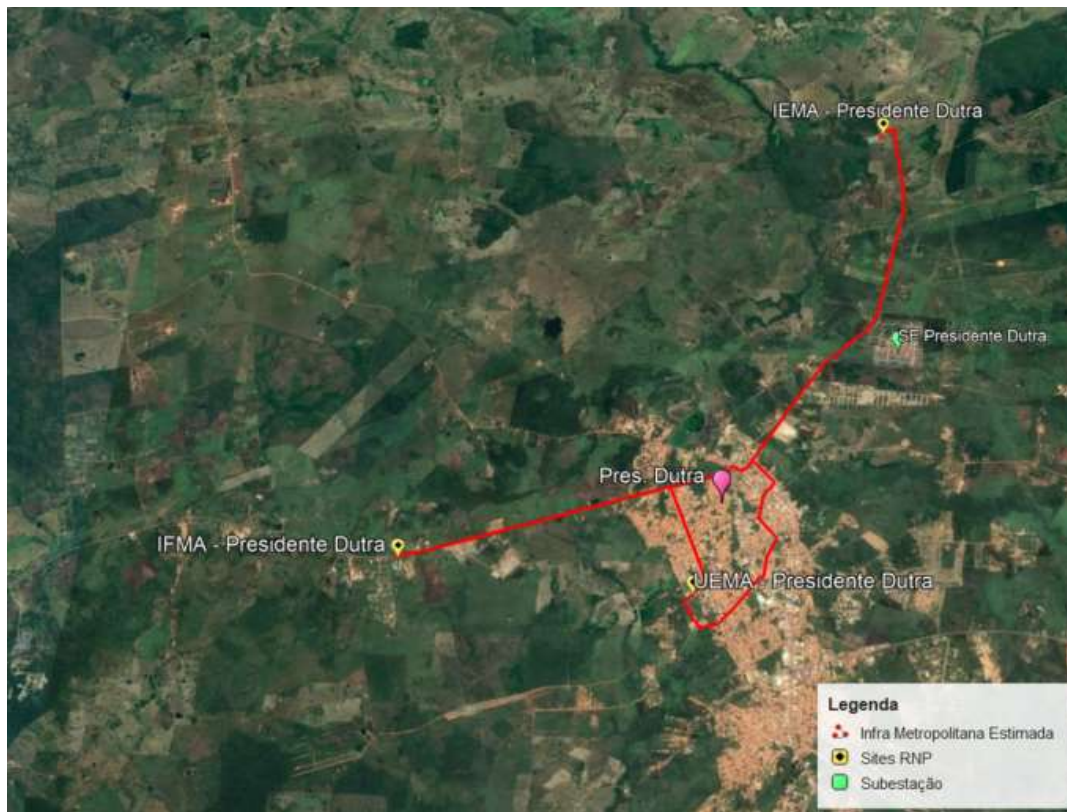 IEMA - Presidente Dutra
SE Presidente Dutra
Pres. Dutra
IFMA - Presidente Dutra
UEMA - Presidente Dutra
Legenda
Infra Metropolitana Estimada
Sites RNP
Subestação